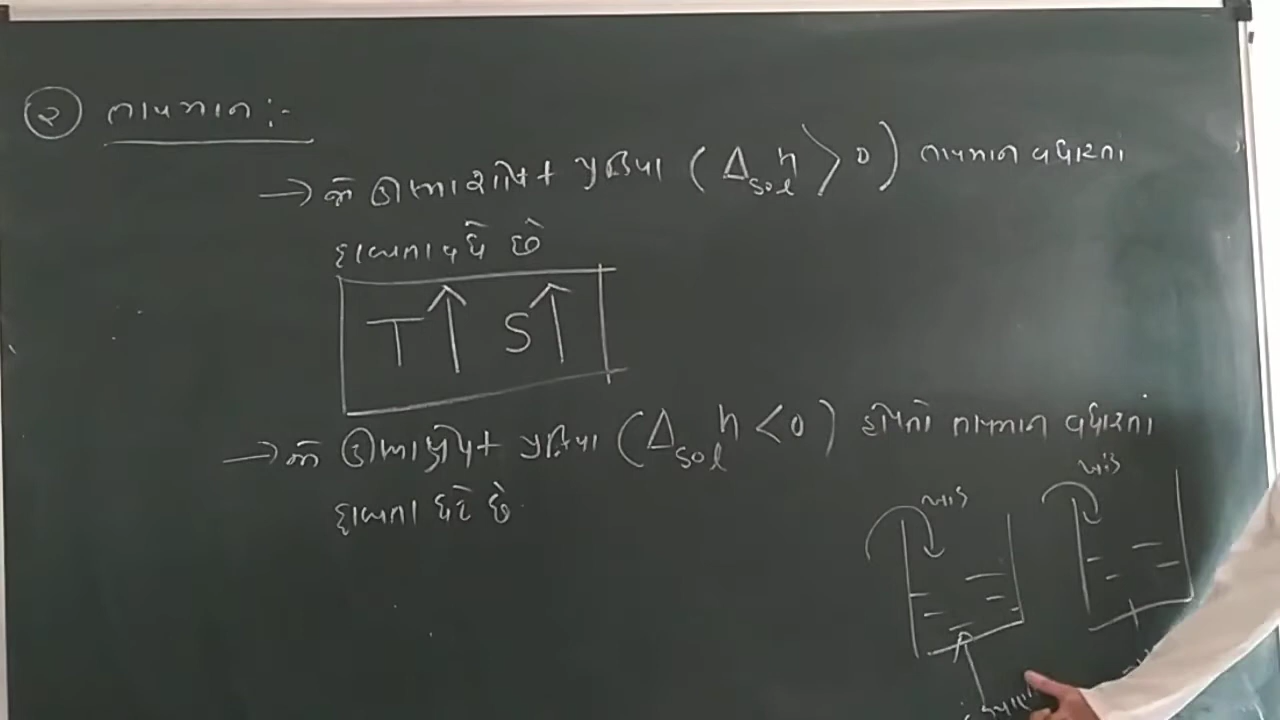 ૨ તાપમાન :-
→ જો ઉષ્માશોષક પ્રક્રિયા ( Δsol h > 0 ) તાપમાન વધારતા
દ્રાવ્યતા વધે છે
T↑ S↑
→ જો ઉષ્માક્ષેપક પ્રક્રિયા ( Δsol h < 0 ) હોયતો તાપમાન વધારતાં
દ્રાવ્યતા ઘટે છે.
ખાંડ
ખાંડ